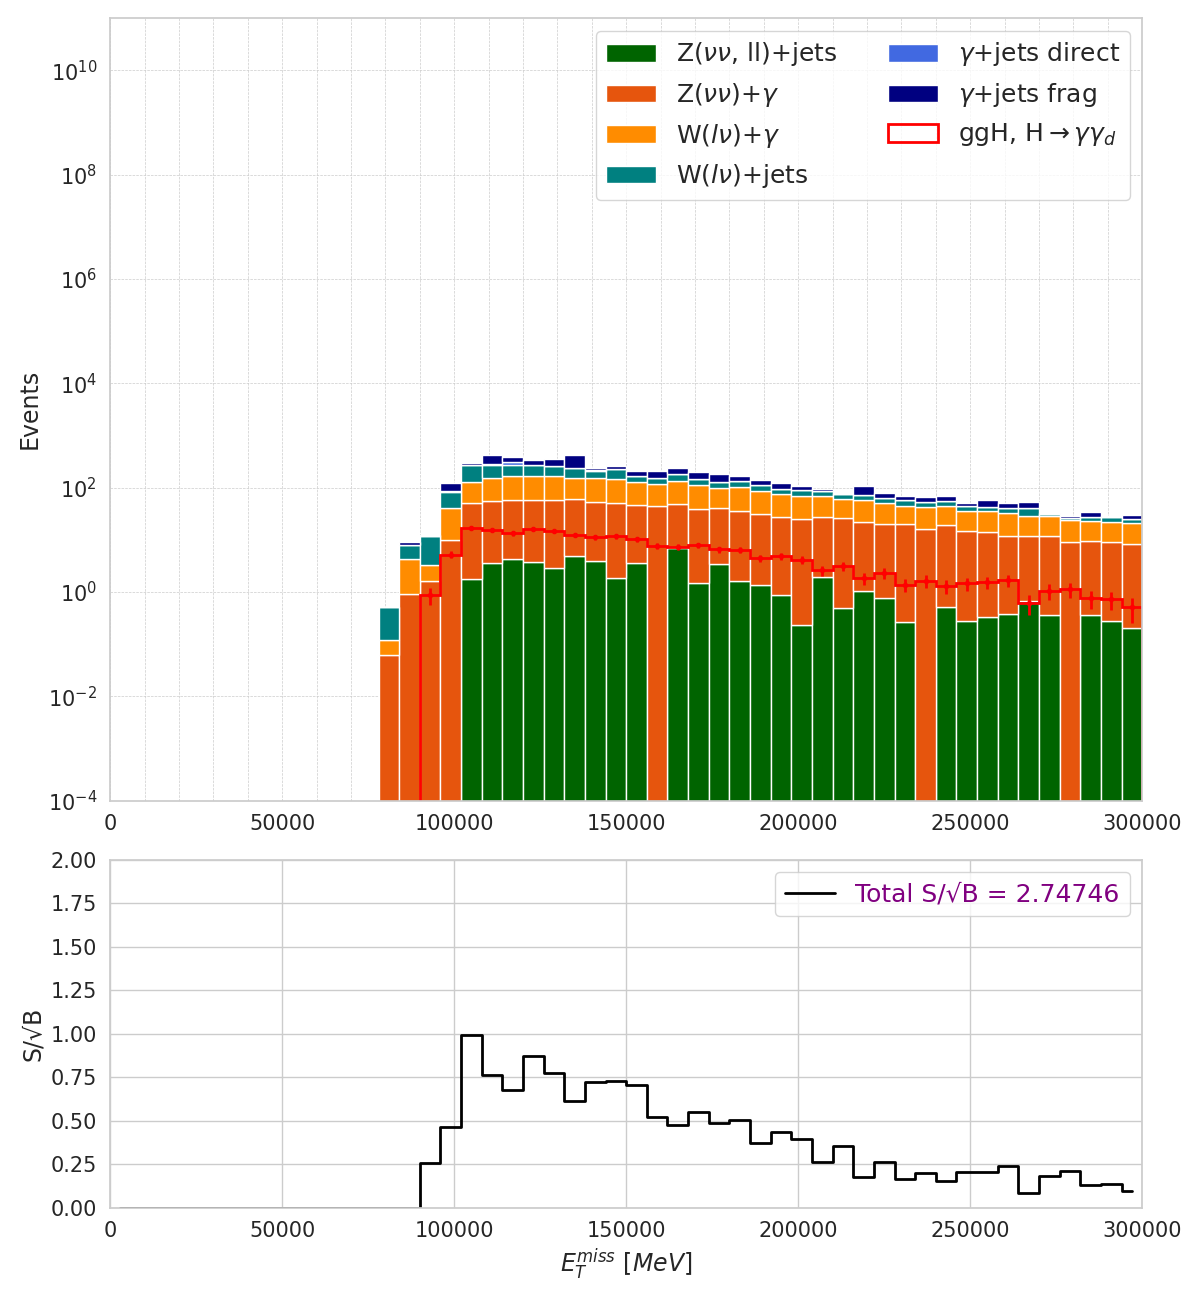 Z(νν, ll)+jets
Z(νν)+γ
W(lν)+γ
W(lν)+jets
γ+jets direct
γ+jets frag
ggH, H→γγ_d
Events
10^10
10^8
10^6
10^4
10^2
10^0
10^−2
10^−4
0 50000 100000 150000 200000 250000 300000
Total S/√B = 2.74746
S/√B
2.00
1.75
1.50
1.25
1.00
0.75
0.50
0.25
0.00
0 50000 100000 150000 200000 250000 300000
E_T^miss [MeV]